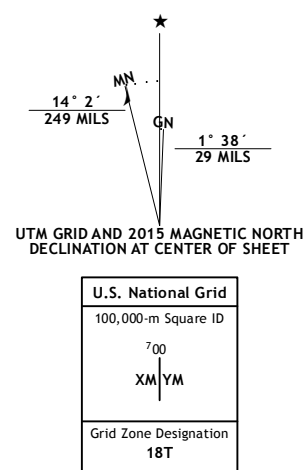 ★
MN
GN
14° 2´
249 MILS
1° 38´
29 MILS
UTM GRID AND 2015 MAGNETIC NORTH
DECLINATION AT CENTER OF SHEET
U.S. National Grid
100,000-m Square ID
⁷00
XM YM
Grid Zone Designation
18T